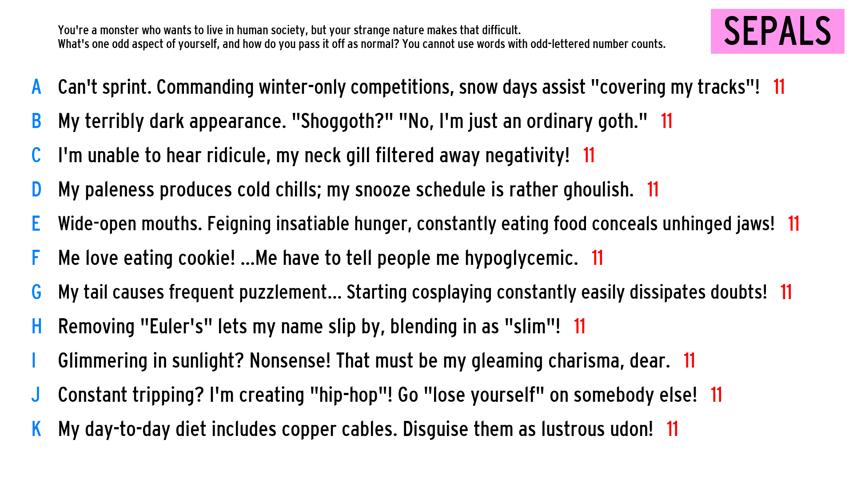 You're a monster who wants to live in human society, but your strange nature makes that difficult.
What's one odd aspect of yourself, and how do you pass it off as normal? You cannot use words with odd-lettered number counts.
SEPALS
A Can't sprint. Commanding winter-only competitions, snow days assist "covering my tracks"! 11
B My terribly dark appearance. "Shoggoth?" "No, I'm just an ordinary goth." 11
C I'm unable to hear ridicule, my neck gill filtered away negativity! 11
D My paleness produces cold chills; my snooze schedule is rather ghoulish. 11
E Wide-open mouths. Feigning insatiable hunger, constantly eating food conceals unhinged jaws! 11
F Me love eating cookie! ...Me have to tell people me hypoglycemic. 11
G My tail causes frequent puzzlement... Starting cosplaying constantly easily dissipates doubts! 11
H Removing "Euler's" lets my name slip by, blending in as "slim"! 11
I Glimmering in sunlight? Nonsense! That must be my gleaming charisma, dear. 11
J Constant tripping? I'm creating "hip-hop"! Go "lose yourself" on somebody else! 11
K My day-to-day diet includes copper cables. Disguise them as lustrous udon! 11